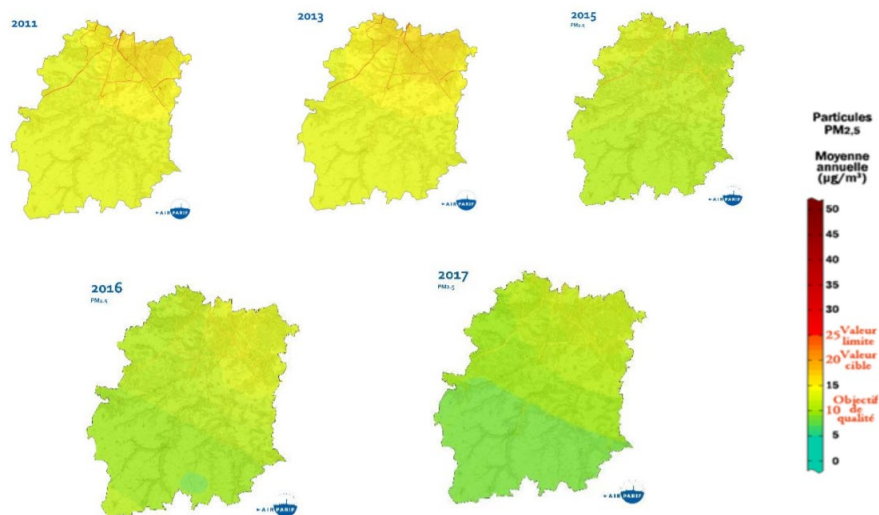 2011
AIRPARIF
2013
AIRPARIF
2015
PM2,5
AIRPARIF
2016
PM2,5
AIRPARIF
2017
PM2,5
AIRPARIF
Particules
PM2,5
Moyenne
annuelle
(µg/m³)
50
45
40
35
30
25 Valeur
limite
20 Valeur
cible
15
Objectif
10 de
qualité
5
0